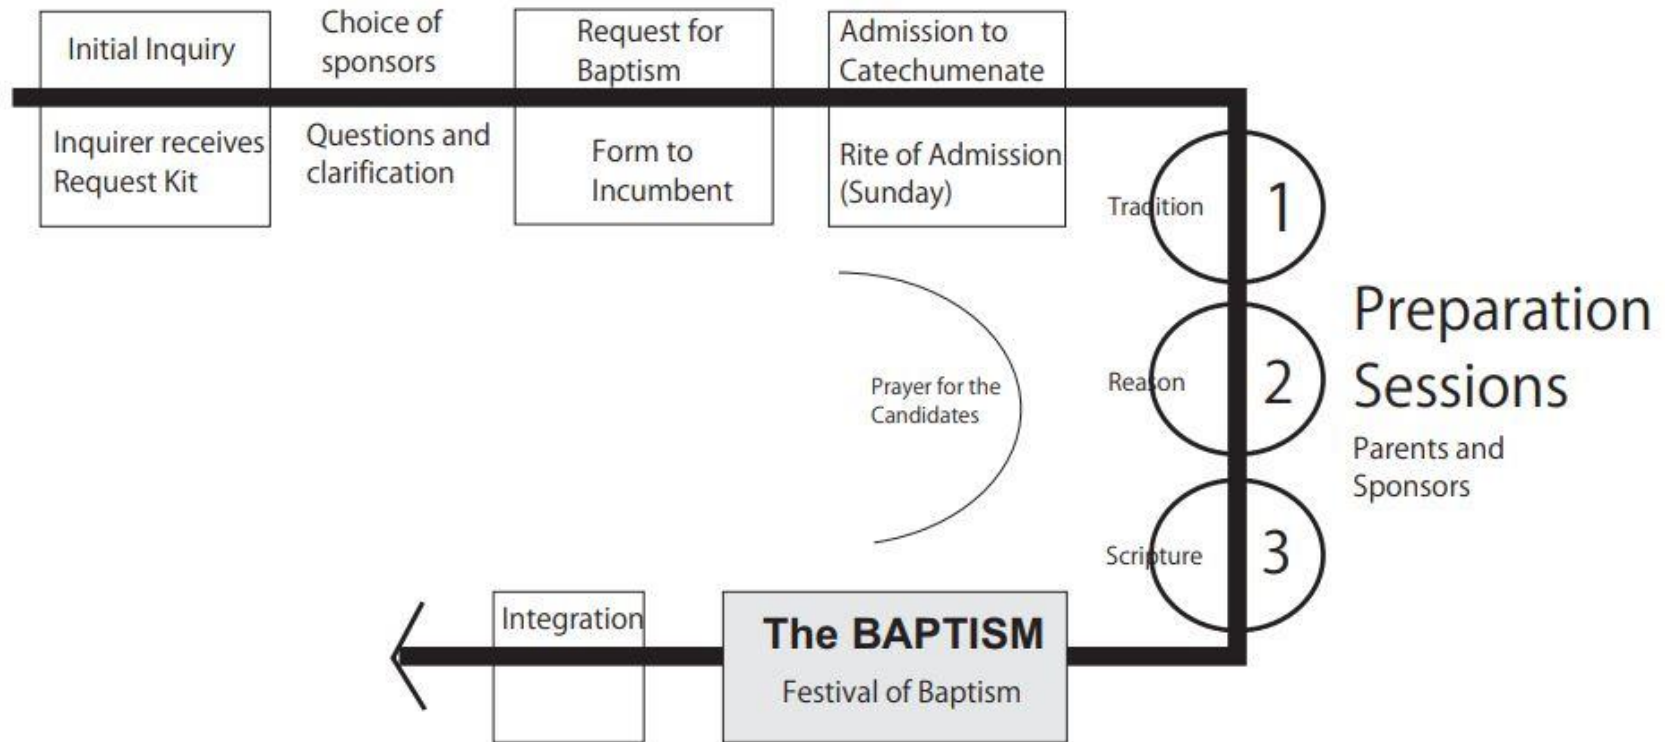 Initial Inquiry
Inquirer receives
Request Kit
Choice of
sponsors
Questions and
clarification
Request for
Baptism
Form to
Incumbent
Admission to
Catechumenate
Rite of Admission
(Sunday)
Tradition
1
Reason
2
Scripture
3
Preparation
Sessions
Parents and
Sponsors
Prayer for the
Candidates
The BAPTISM
Festival of Baptism
Integration